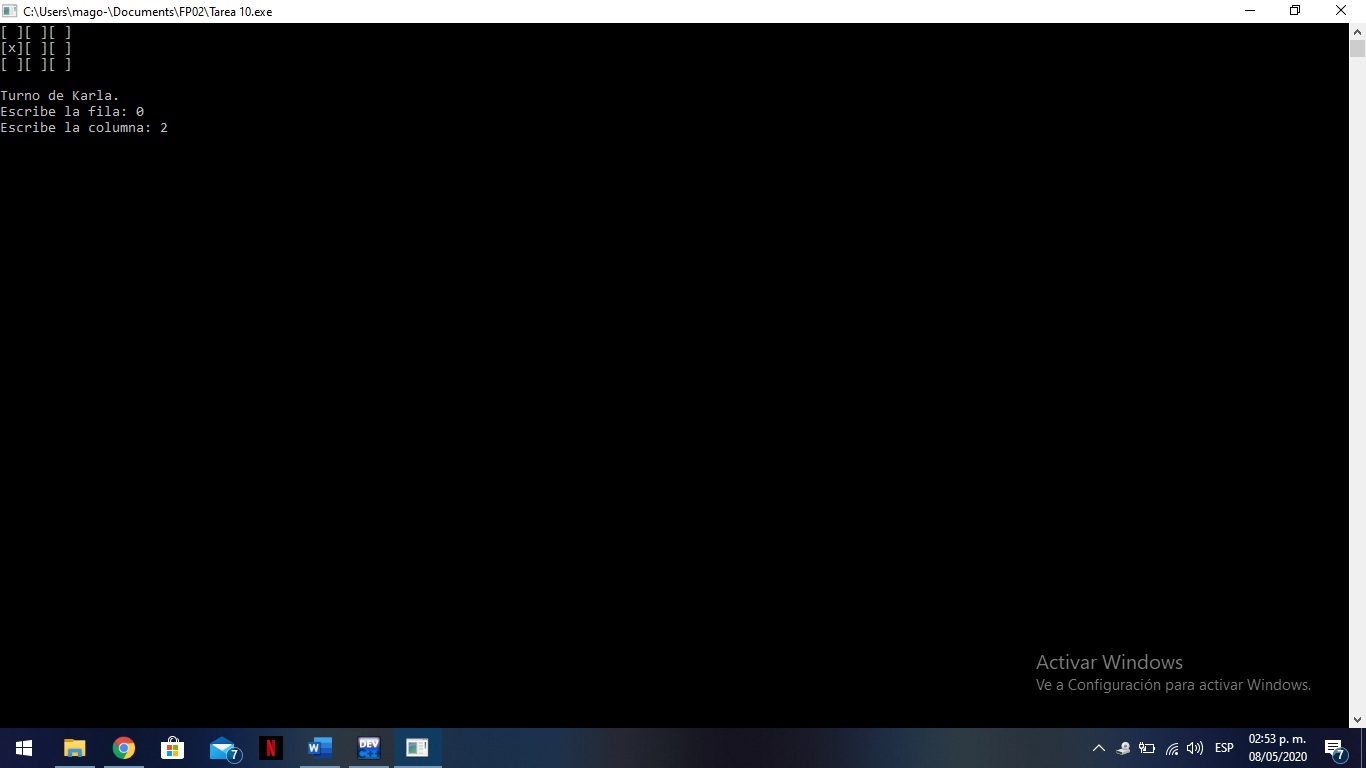 C:\Users\mago-\Documents\FP02\Tarea 10.exe
[ ][ ][ ]
[x][ ][ ]
[ ][ ][ ]
Turno de Karla.
Escribe la fila: 0
Escribe la columna: 2
Activar Windows
Ve a Configuración para activar Windows.
7
N
W
DEV
C++
ESP
02:53 p. m.
08/05/2020
7